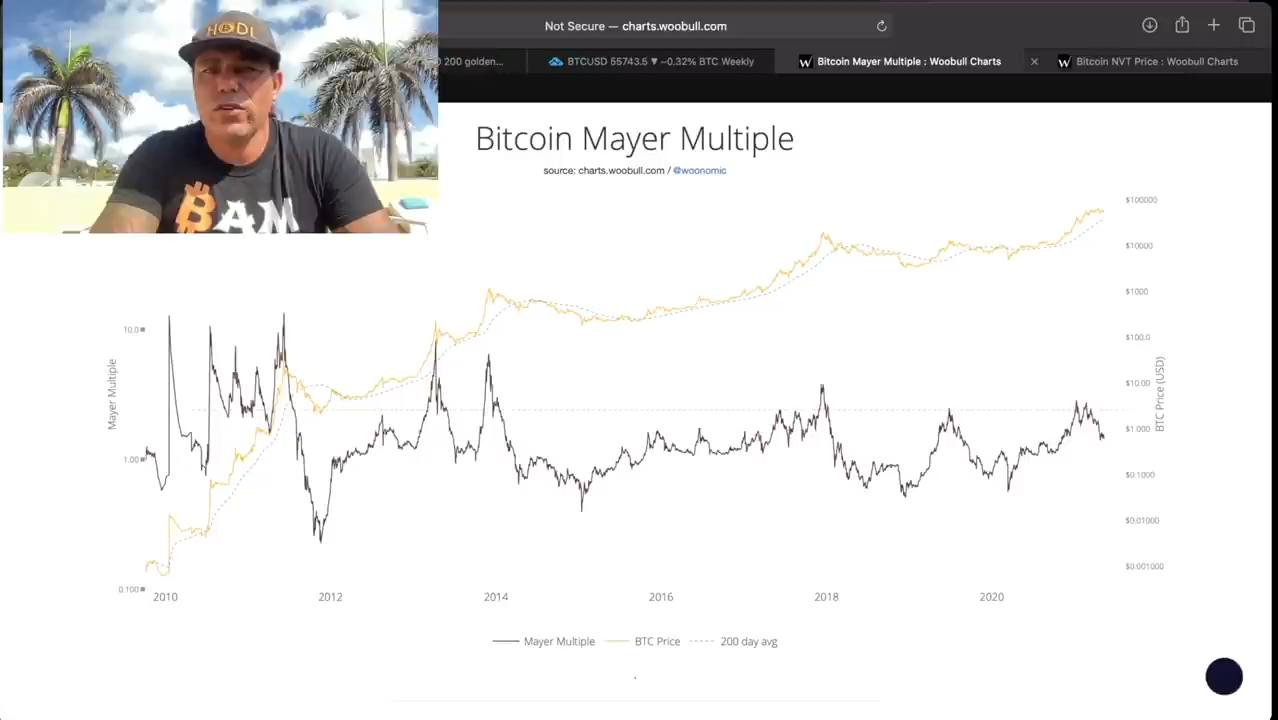 HODL
BAM
Not Secure — charts.woobull.com
0 200 golden...
BTCUSD 55743.5 ▼ −0.32% BTC Weekly
Bitcoin Mayer Multiple : Woobull Charts
Bitcoin NVT Price : Woobull Charts
Bitcoin Mayer Multiple
source: charts.woobull.com / @woonomic
Mayer Multiple
10.0
1.00
0.100
$100000
$10000
$1000
$100.0
$10.00
$1.000
$0.1000
$0.01000
$0.001000
BTC Price (USD)
2010 2012 2014 2016 2018 2020
Mayer Multiple BTC Price 200 day avg